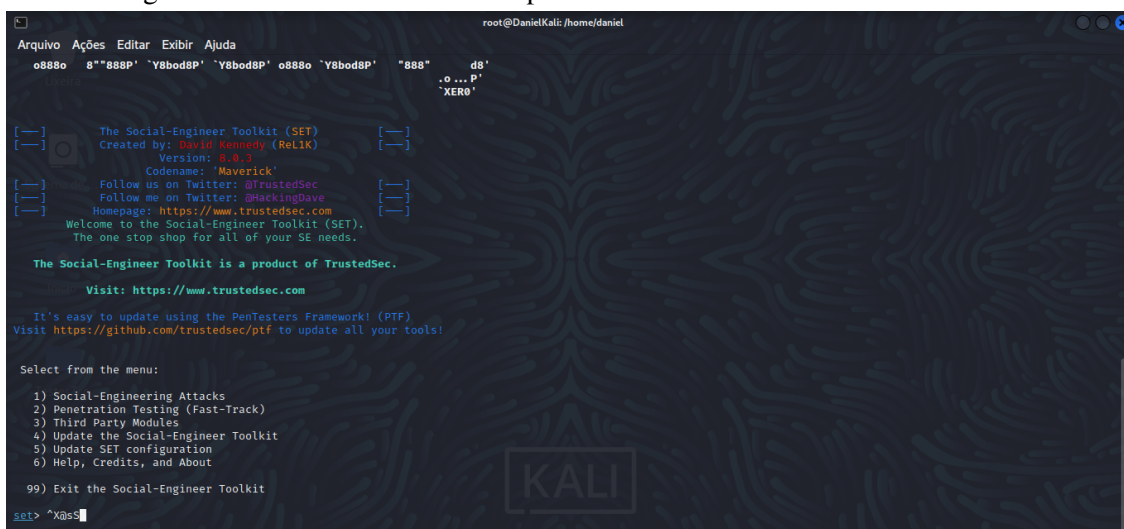 root@DanielKali: /home/daniel
Arquivo Ações Editar Exibir Ajuda
o888o 8""888P' `Y8bod8P' `Y8bod8P' o888o `Y8bod8P' "888" d8'
.o...P'
`XER0'
[—] The Social-Engineer Toolkit (SET) [—]
[—] Created by: David Kennedy (ReL1K) [—]
Version: 8.0.3
Codename: 'Maverick'
[—] Follow us on Twitter: @TrustedSec [—]
[—] Follow me on Twitter: @HackingDave [—]
[—] Homepage: https://www.trustedsec.com [—]
Welcome to the Social-Engineer Toolkit (SET).
The one stop shop for all of your SE needs.
The Social-Engineer Toolkit is a product of TrustedSec.
Visit: https://www.trustedsec.com
It's easy to update using the PenTesters Framework! (PTF)
Visit https://github.com/trustedsec/ptf to update all your tools!
Select from the menu:
1) Social-Engineering Attacks
2) Penetration Testing (Fast-Track)
3) Third Party Modules
4) Update the Social-Engineer Toolkit
5) Update SET configuration
6) Help, Credits, and About
99) Exit the Social-Engineer Toolkit
set> ^X@sS
KALI